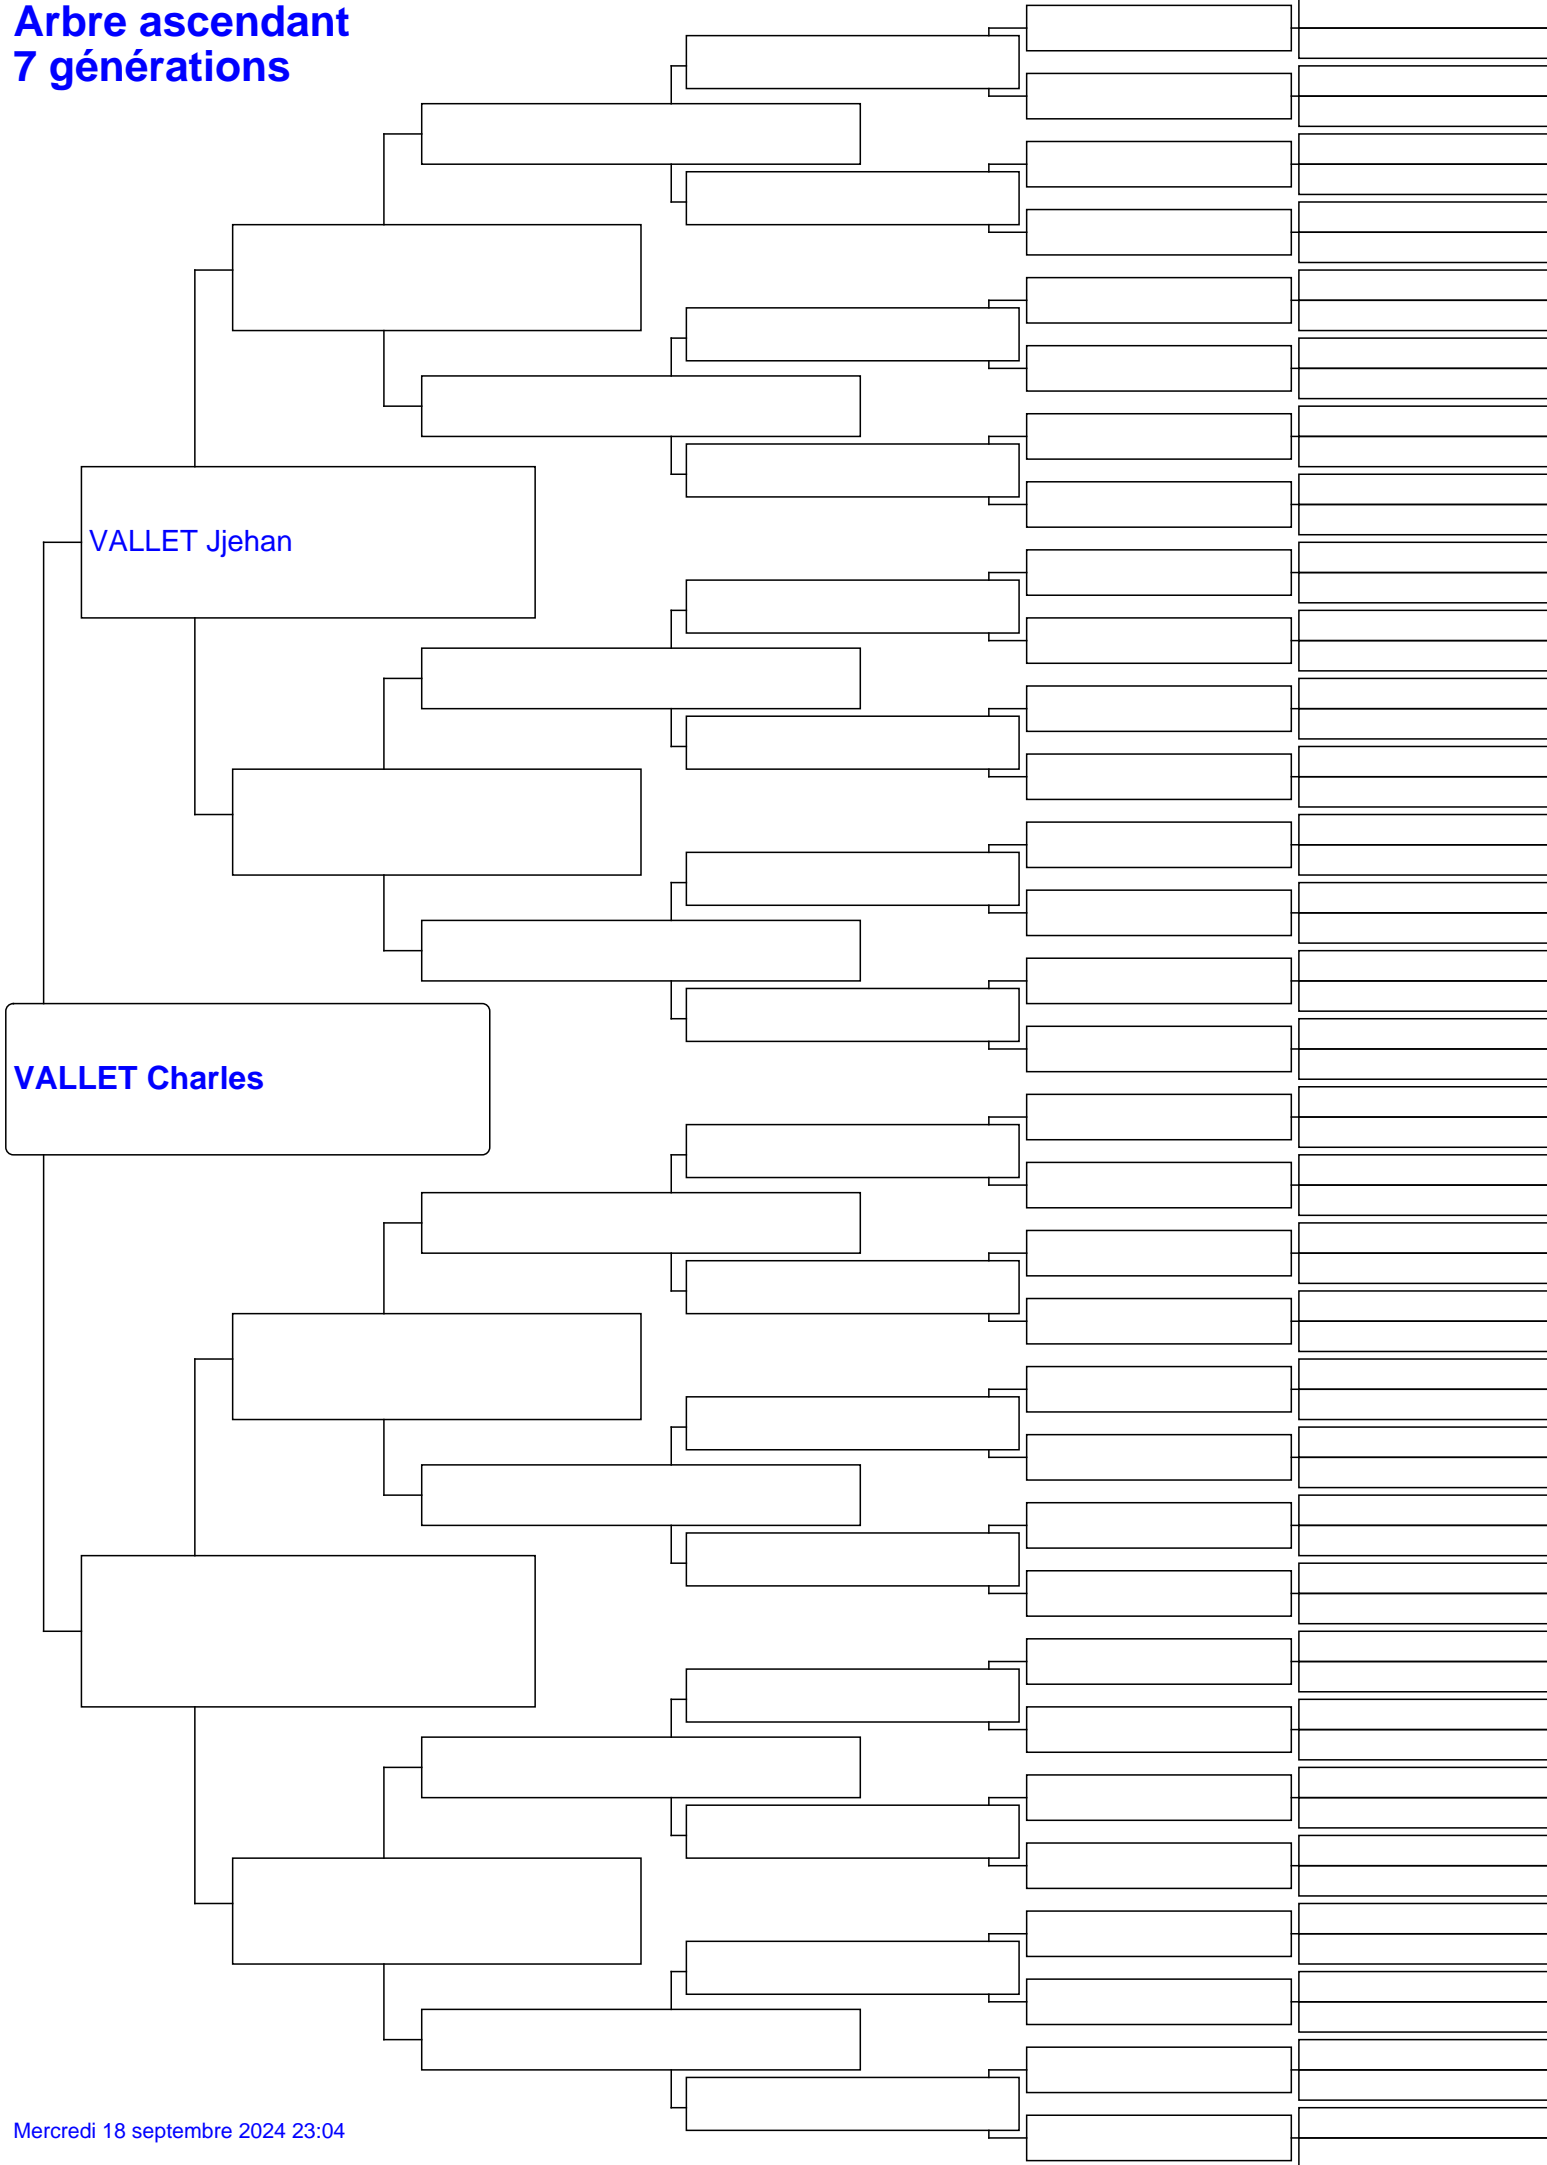 Arbre ascendant
7 générations
VALLET Jjehan
VALLET Charles
Mercredi 18 septembre 2024 23:04